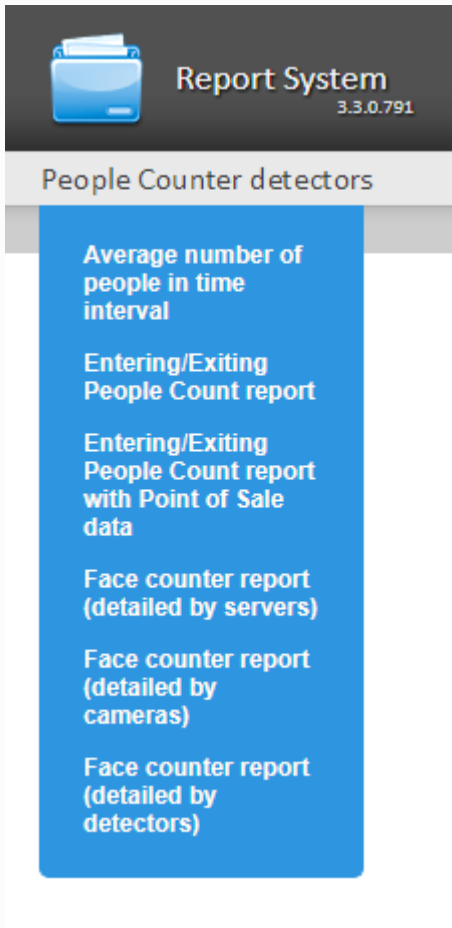 Report System
3.3.0.791
People Counter detectors
Average number of
people in time
interval
Entering/Exiting
People Count report
Entering/Exiting
People Count report
with Point of Sale
data
Face counter report
(detailed by servers)
Face counter report
(detailed by
cameras)
Face counter report
(detailed by
detectors)